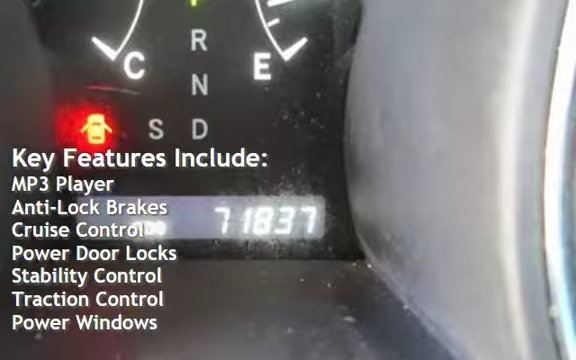 P
R
C E
N
S D
Key Features Include:
MP3 Player
Anti-Lock Brakes
Cruise Control
71837
Power Door Locks
Stability Control
Traction Control
Power Windows